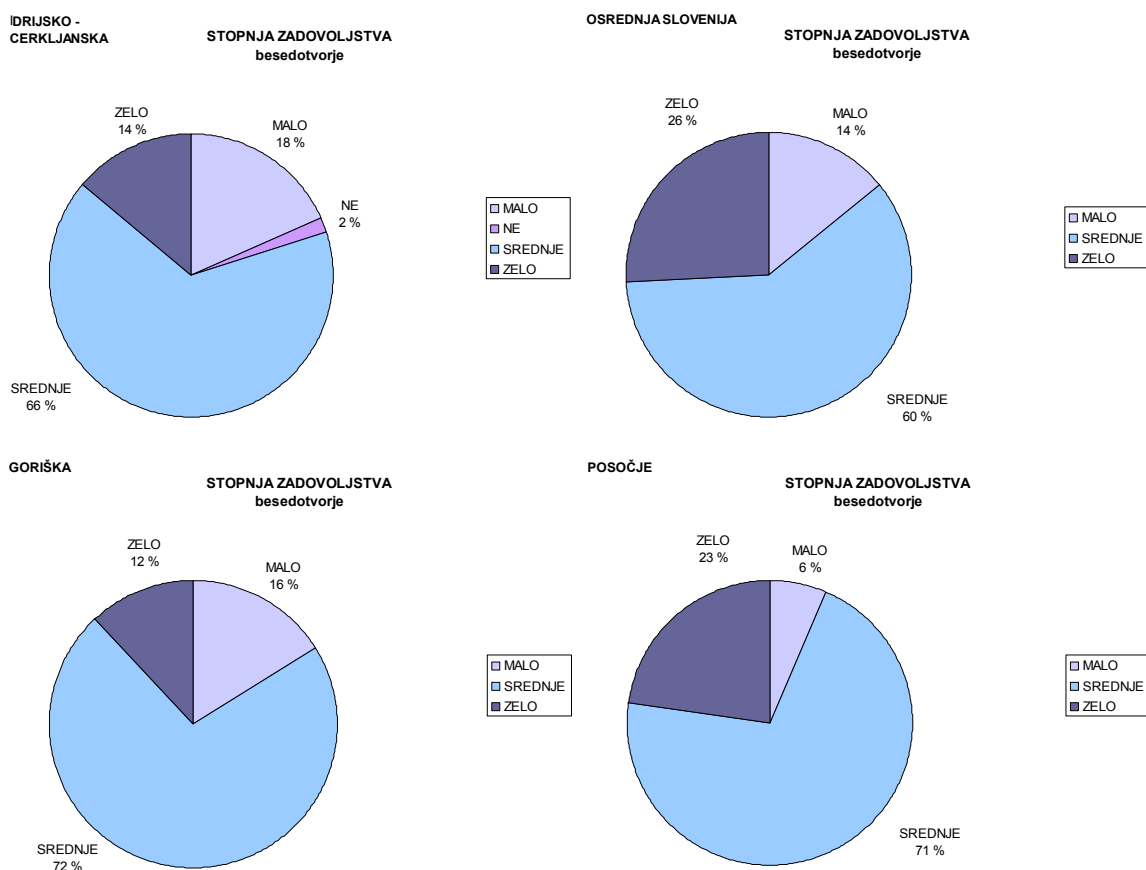 IDRIJSKO -
CERKLJANSKA
STOPNJA ZADOVOLJSTVA
besedotvorje
ZELO
14 %
MALO
18 %
NE
2 %
SREDNJE
66 %
MALO
NE
SREDNJE
ZELO
OSREDNJA SLOVENIJA
STOPNJA ZADOVOLJSTVA
besedotvorje
ZELO
26 %
MALO
14 %
SREDNJE
60 %
MALO
SREDNJE
ZELO
GORIŠKA
STOPNJA ZADOVOLJSTVA
besedotvorje
ZELO
12 %
MALO
16 %
SREDNJE
72 %
MALO
SREDNJE
ZELO
POSOČJE
STOPNJA ZADOVOLJSTVA
besedotvorje
ZELO
23 %
MALO
6 %
SREDNJE
71 %
MALO
SREDNJE
ZELO